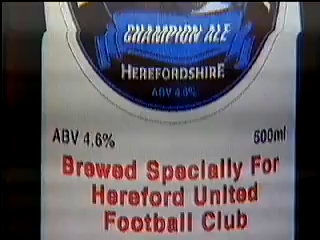 CHAMPION ALE
HEREFORDSHIRE
ABV 4.6%
ABV 4.6% 500ml
Brewed Specially For
Hereford United
Football Club